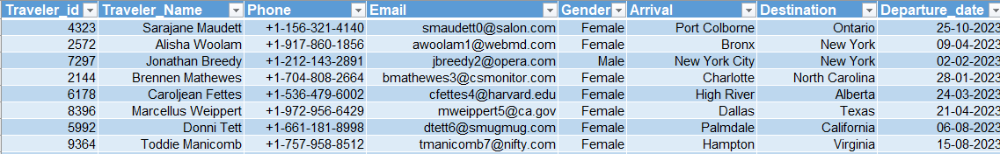 Traveler_id Traveler_Name Phone Email Gender Arrival Destination Departure_date
4323 Sarajane Maudett +1-156-321-4140 smaudett0@salon.com Female Port Colborne Ontario 25-10-2023
2572 Alisha Woolam +1-917-860-1856 awoolam1@webmd.com Female Bronx New York 09-04-2023
7297 Jonathan Breedy +1-212-143-2891 jbreedy2@opera.com Male New York City New York 02-02-2023
2144 Brennen Mathewes +1-704-808-2664 bmathewes3@csmonitor.com Female Charlotte North Carolina 28-01-2023
6178 Caroljean Fettes +1-536-479-6002 cfettes4@harvard.edu Female High River Alberta 24-03-2023
8396 Marcellus Weippert +1-972-956-6429 mweippert5@ca.gov Female Dallas Texas 21-04-2023
5992 Donni Tett +1-661-181-8998 dtett6@smugmug.com Female Palmdale California 06-08-2023
9364 Toddie Manicomb +1-757-958-8512 tmanicomb7@nifty.com Female Hampton Virginia 15-08-2023